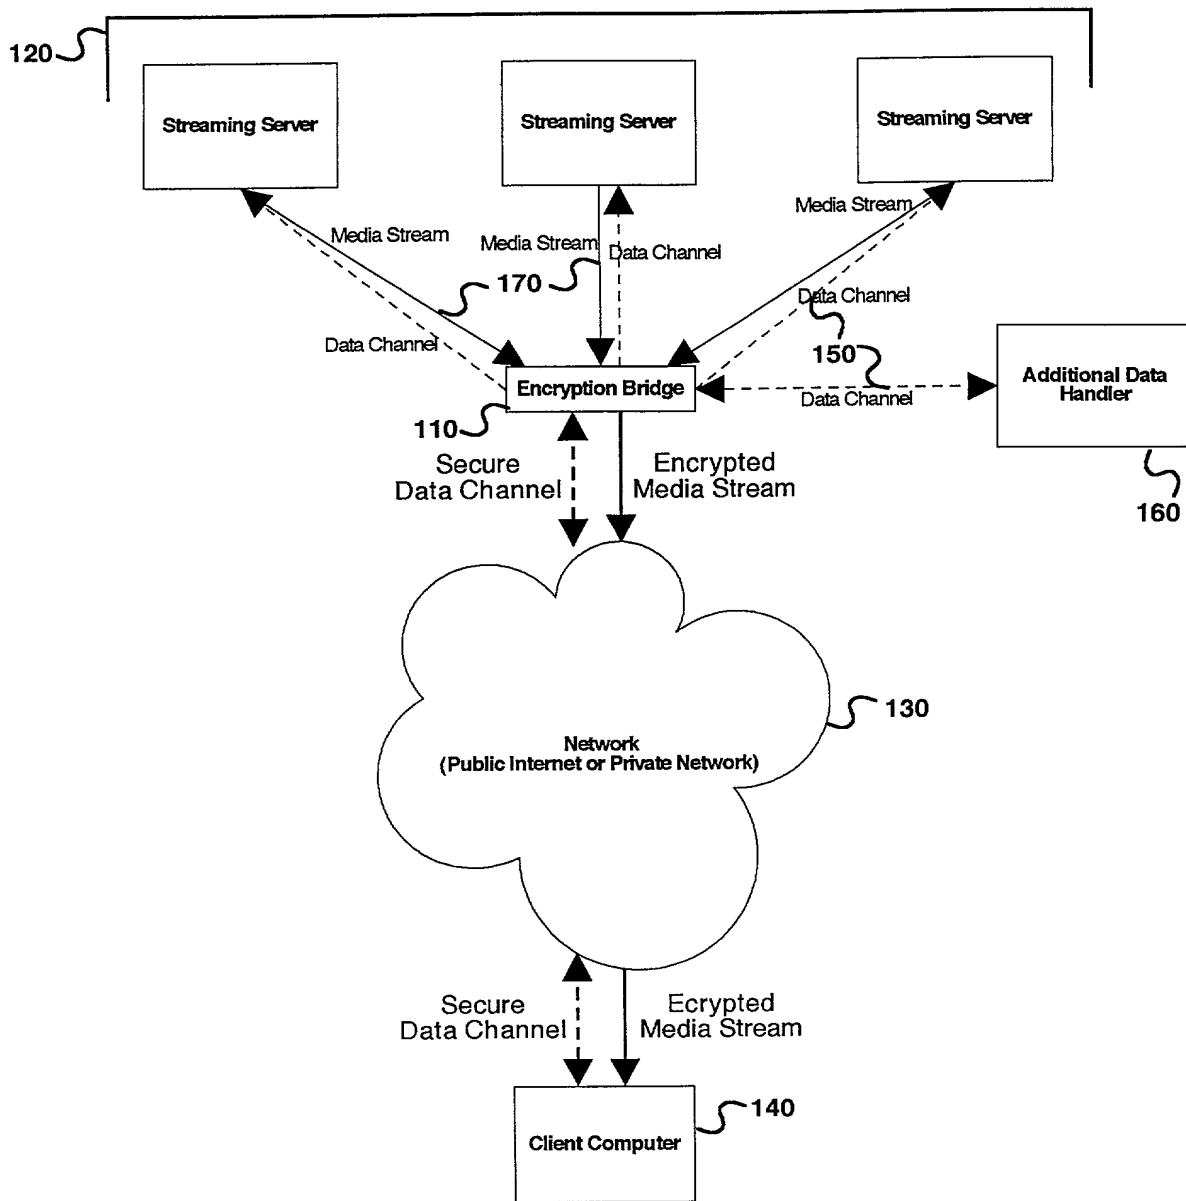 120
Streaming Server
Streaming Server
Streaming Server
Media Stream
Media Stream
Data Channel
Media Stream
170
Data Channel
Data Channel
150
Encryption Bridge
Data Channel
Additional Data
Handler
110
160
Secure
Data Channel
Encrypted
Media Stream
130
Network
(Public Internet or Private Network)
Secure
Data Channel
Ecrypted
Media Stream
140
Client Computer